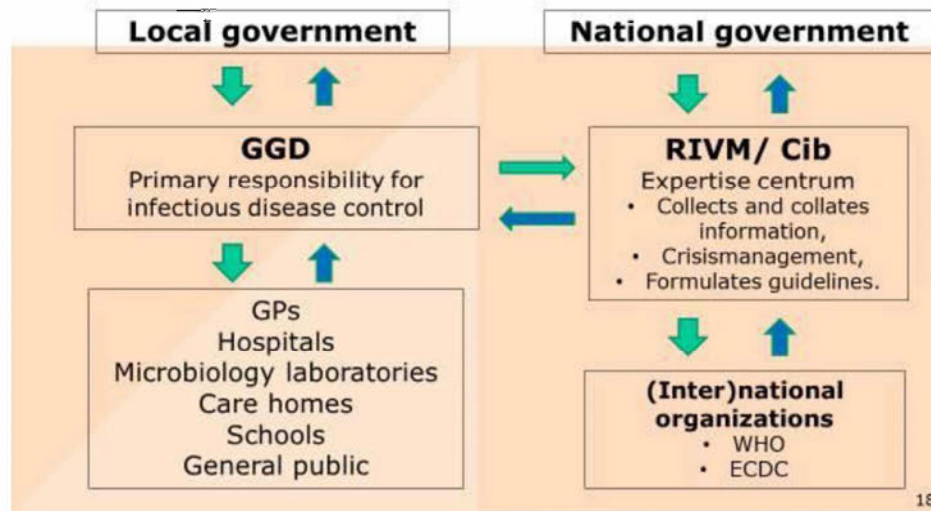 Local government
National government
GGD
Primary responsibility for
infectious disease control
RIVM/ Cib
Expertise centrum
• Collects and collates
information,
• Crisismanagement,
• Formulates guidelines.
GPs
Hospitals
Microbiology laboratories
Care homes
Schools
General public
(Inter)national
organizations
• WHO
• ECDC
18